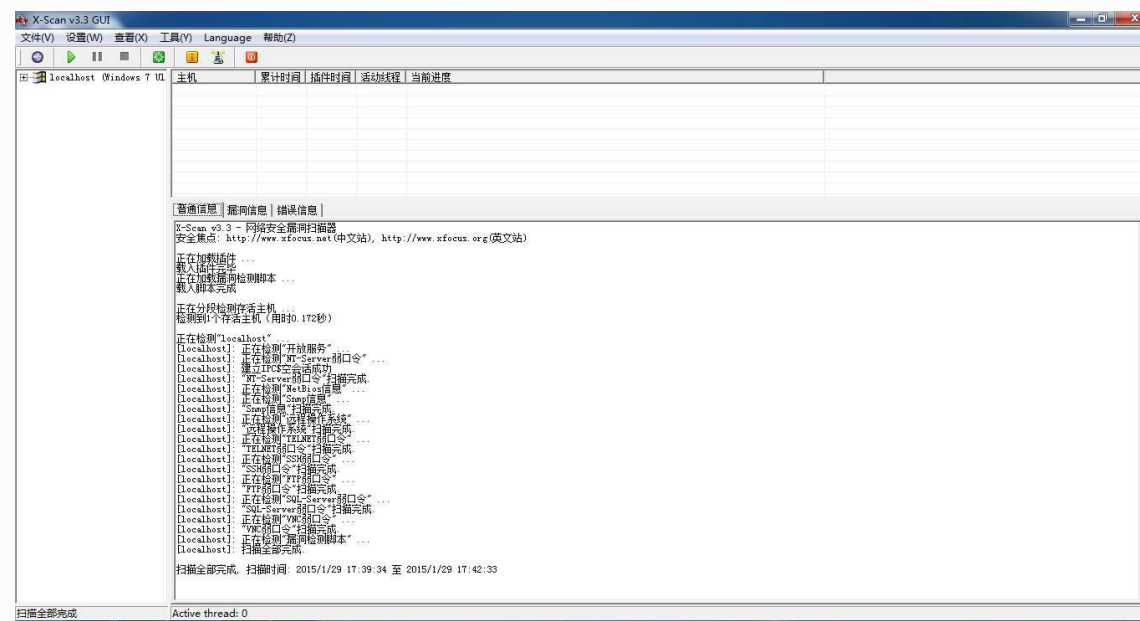 X-Scan v3.3 GUI
文件(V) 设置(W) 查看(X) 工具(Y) Language 帮助(Z)
localhost (Windows 7 Ul
主机 累计时间 插件时间 活动线程 当前进度
普通信息 漏洞信息 错误信息
X-Scan v3.3 - 网络安全漏洞扫描器
安全焦点: http://www.xfocus.net(中文站), http://www.xfocus.org(英文站)
正在加载插件 ...
载入插件完毕
正在加载漏洞检测脚本 ...
载入脚本完成
正在分段检测存活主机 ...
检测到1个存活主机 (用时0.172秒)
正在检测"localhost" ...
[localhost]: 正在检测"开放服务" ...
[localhost]: 正在检测"NT-Server弱口令" ...
[localhost]: 建立IPC$空会话成功
[localhost]: "NT-Server弱口令"扫描完成.
[localhost]: 正在检测"NetBios信息" ...
[localhost]: 正在检测"Snmp信息" ...
[localhost]: "Snmp信息"扫描完成.
[localhost]: 正在检测"远程操作系统" ...
[localhost]: "远程操作系统"扫描完成.
[localhost]: 正在检测"TELNET弱口令" ...
[localhost]: "TELNET弱口令"扫描完成.
[localhost]: 正在检测"SSH弱口令" ...
[localhost]: "SSH弱口令"扫描完成.
[localhost]: 正在检测"FTP弱口令" ...
[localhost]: "FTP弱口令"扫描完成.
[localhost]: 正在检测"SQL-Server弱口令" ...
[localhost]: "SQL-Server弱口令"扫描完成.
[localhost]: 正在检测"VNC弱口令" ...
[localhost]: "VNC弱口令"扫描完成.
[localhost]: 正在检测"漏洞检测脚本" ...
[localhost]: 扫描全部完成.
扫描全部完成, 扫描时间: 2015/1/29 17:39:34 至 2015/1/29 17:42:33
扫描全部完成 Active thread: 0